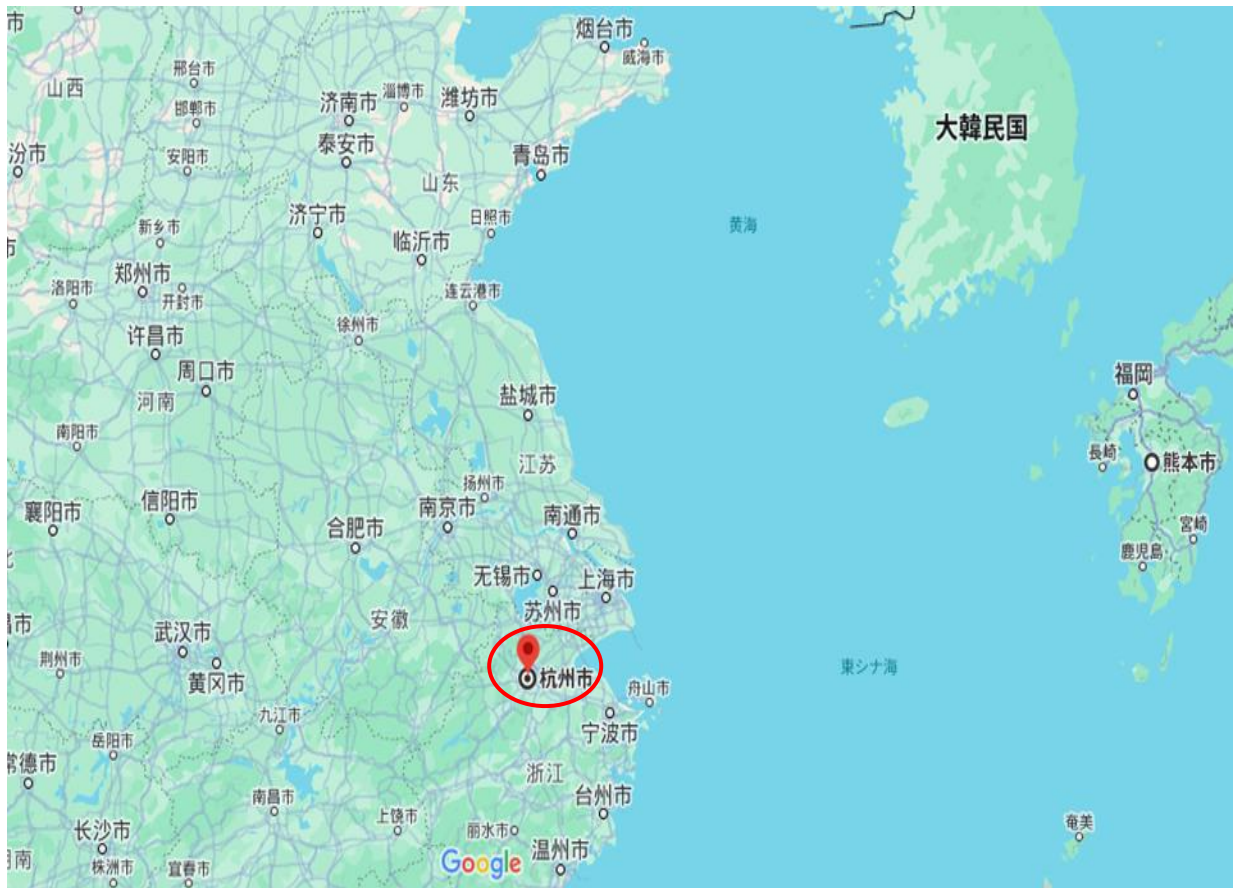 市
烟台市
威海市
邢台市
山西
淄博市
潍坊市
济南市
邯郸市
大韓民国
泰安市
汾市
安阳市
青岛市
山东
济宁市
日照市
新乡市
黄海
临沂市
市
郑州市
洛阳市
开封市
连云港市
徐州市
许昌市
周口市
福岡
河南
盐城市
南阳市
長崎
熊本市
江苏
扬州市
襄阳市
信阳市
南京市
南通市
合肥市
宮崎
鹿児島
北
无锡市
上海市
苏州市
安徽
昌市
武汉市
荆州市
東シナ海
黄冈市
杭州市
舟山市
九江市
宁波市
岳阳市
常德市
浙江
南昌市
台州市
上饶市
奄美
长沙市
丽水市
温州市
湖南
株洲市
宜春市
Google